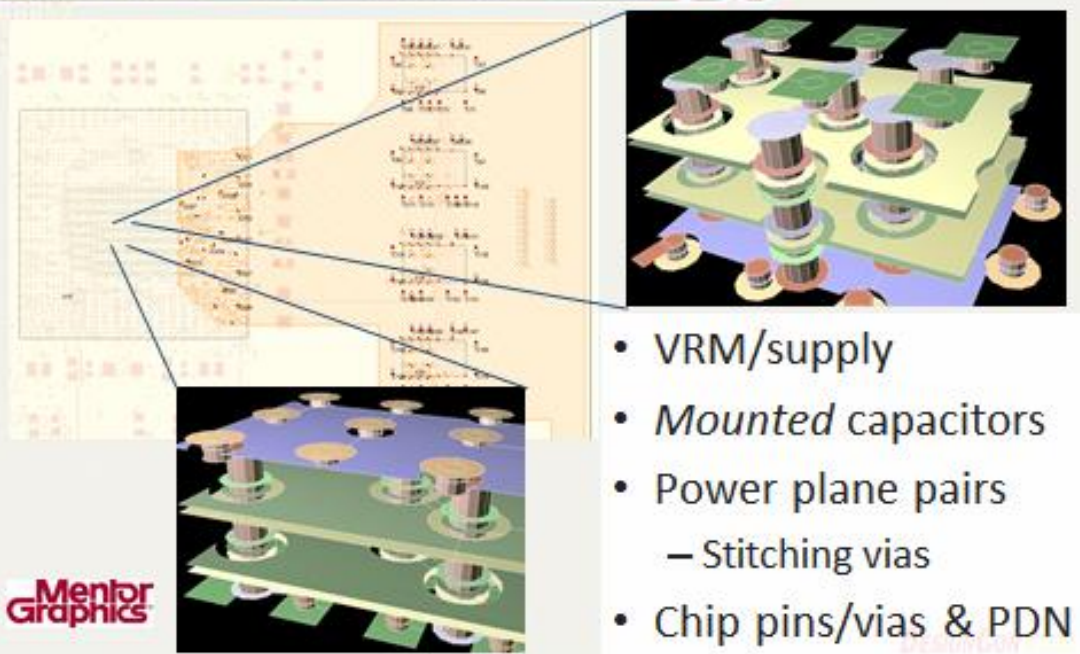 • VRM/supply
• Mounted capacitors
• Power plane pairs
– Stitching vias
• Chip pins/vias & PDN
Mentor
Graphics